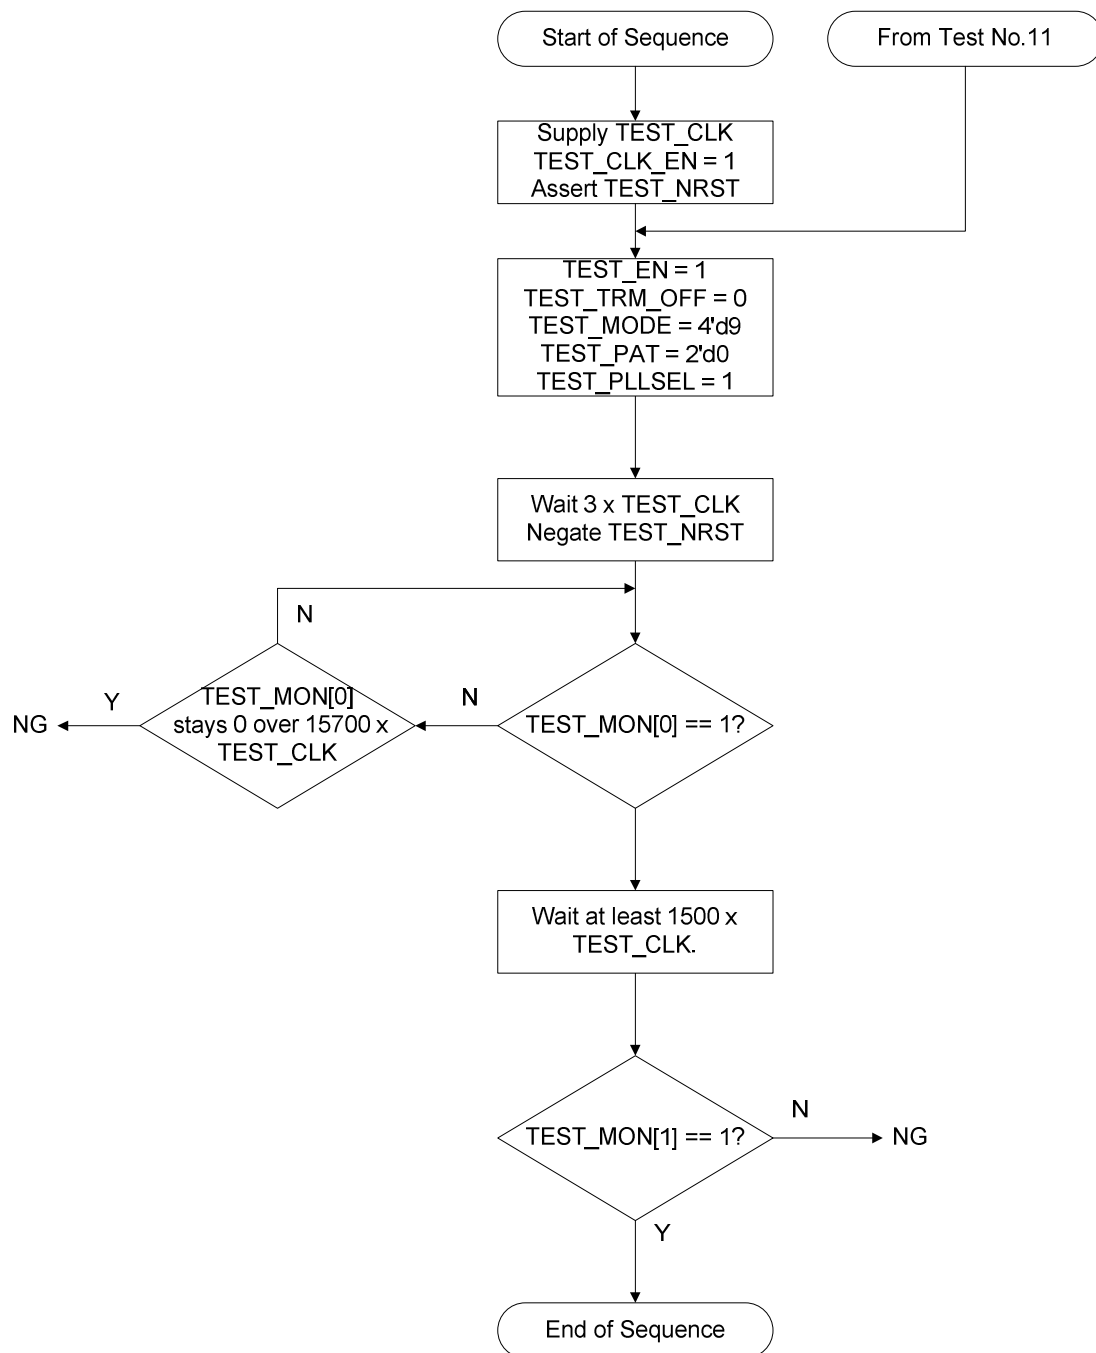 Start of Sequence
From Test No.11
Supply TEST_CLK
TEST_CLK_EN = 1
Assert TEST_NRST
TEST_EN = 1
TEST_TRM_OFF = 0
TEST_MODE = 4'd9
TEST_PAT = 2'd0
TEST_PLLSEL = 1
Wait 3 x TEST_CLK
Negate TEST_NRST
N
TEST_MON[0]
stays 0 over 15700 x
TEST_CLK
Y
NG
N
TEST_MON[0] == 1?
Wait at least 1500 x
TEST_CLK.
TEST_MON[1] == 1?
N
NG
Y
End of Sequence